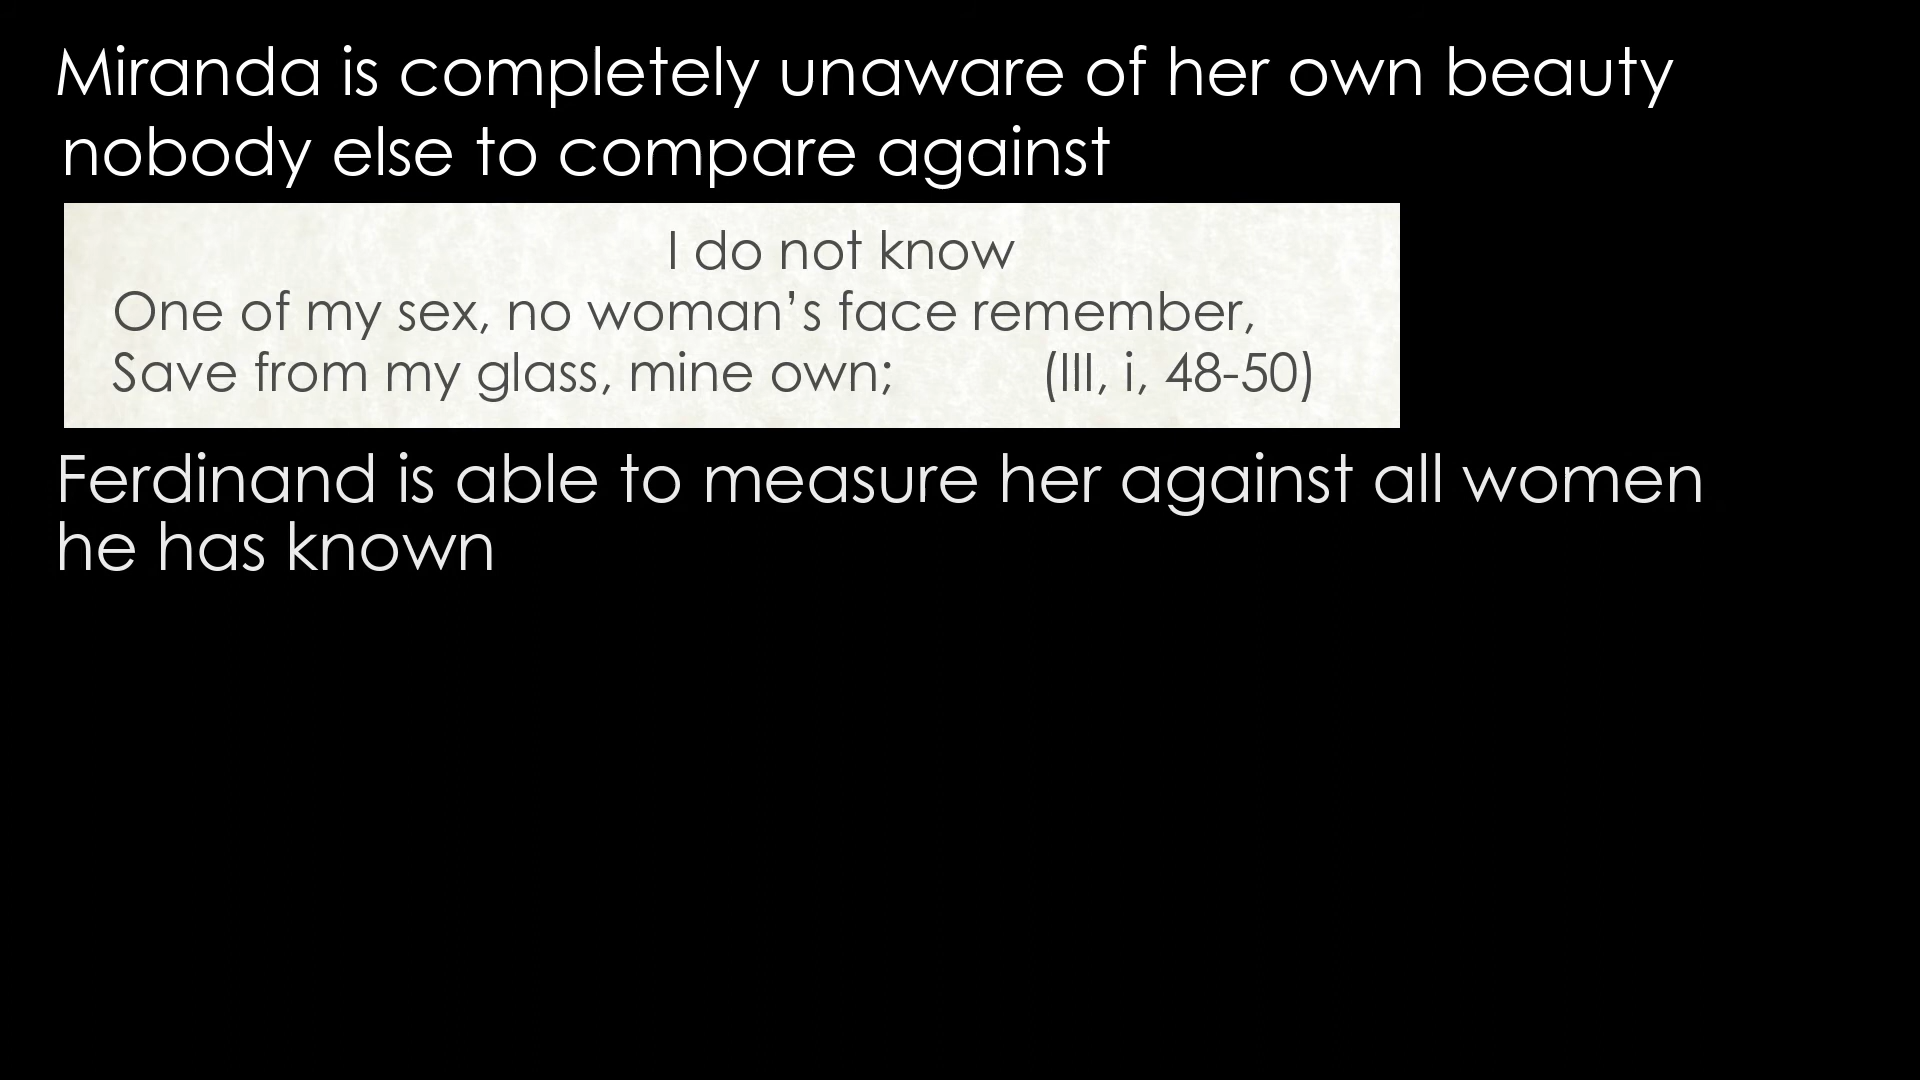 Miranda is completely unaware of her own beauty
nobody else to compare against
I do not know
One of my sex, no woman’s face remember,
Save from my glass, mine own; (III, i, 48-50)
Ferdinand is able to measure her against all women
he has known